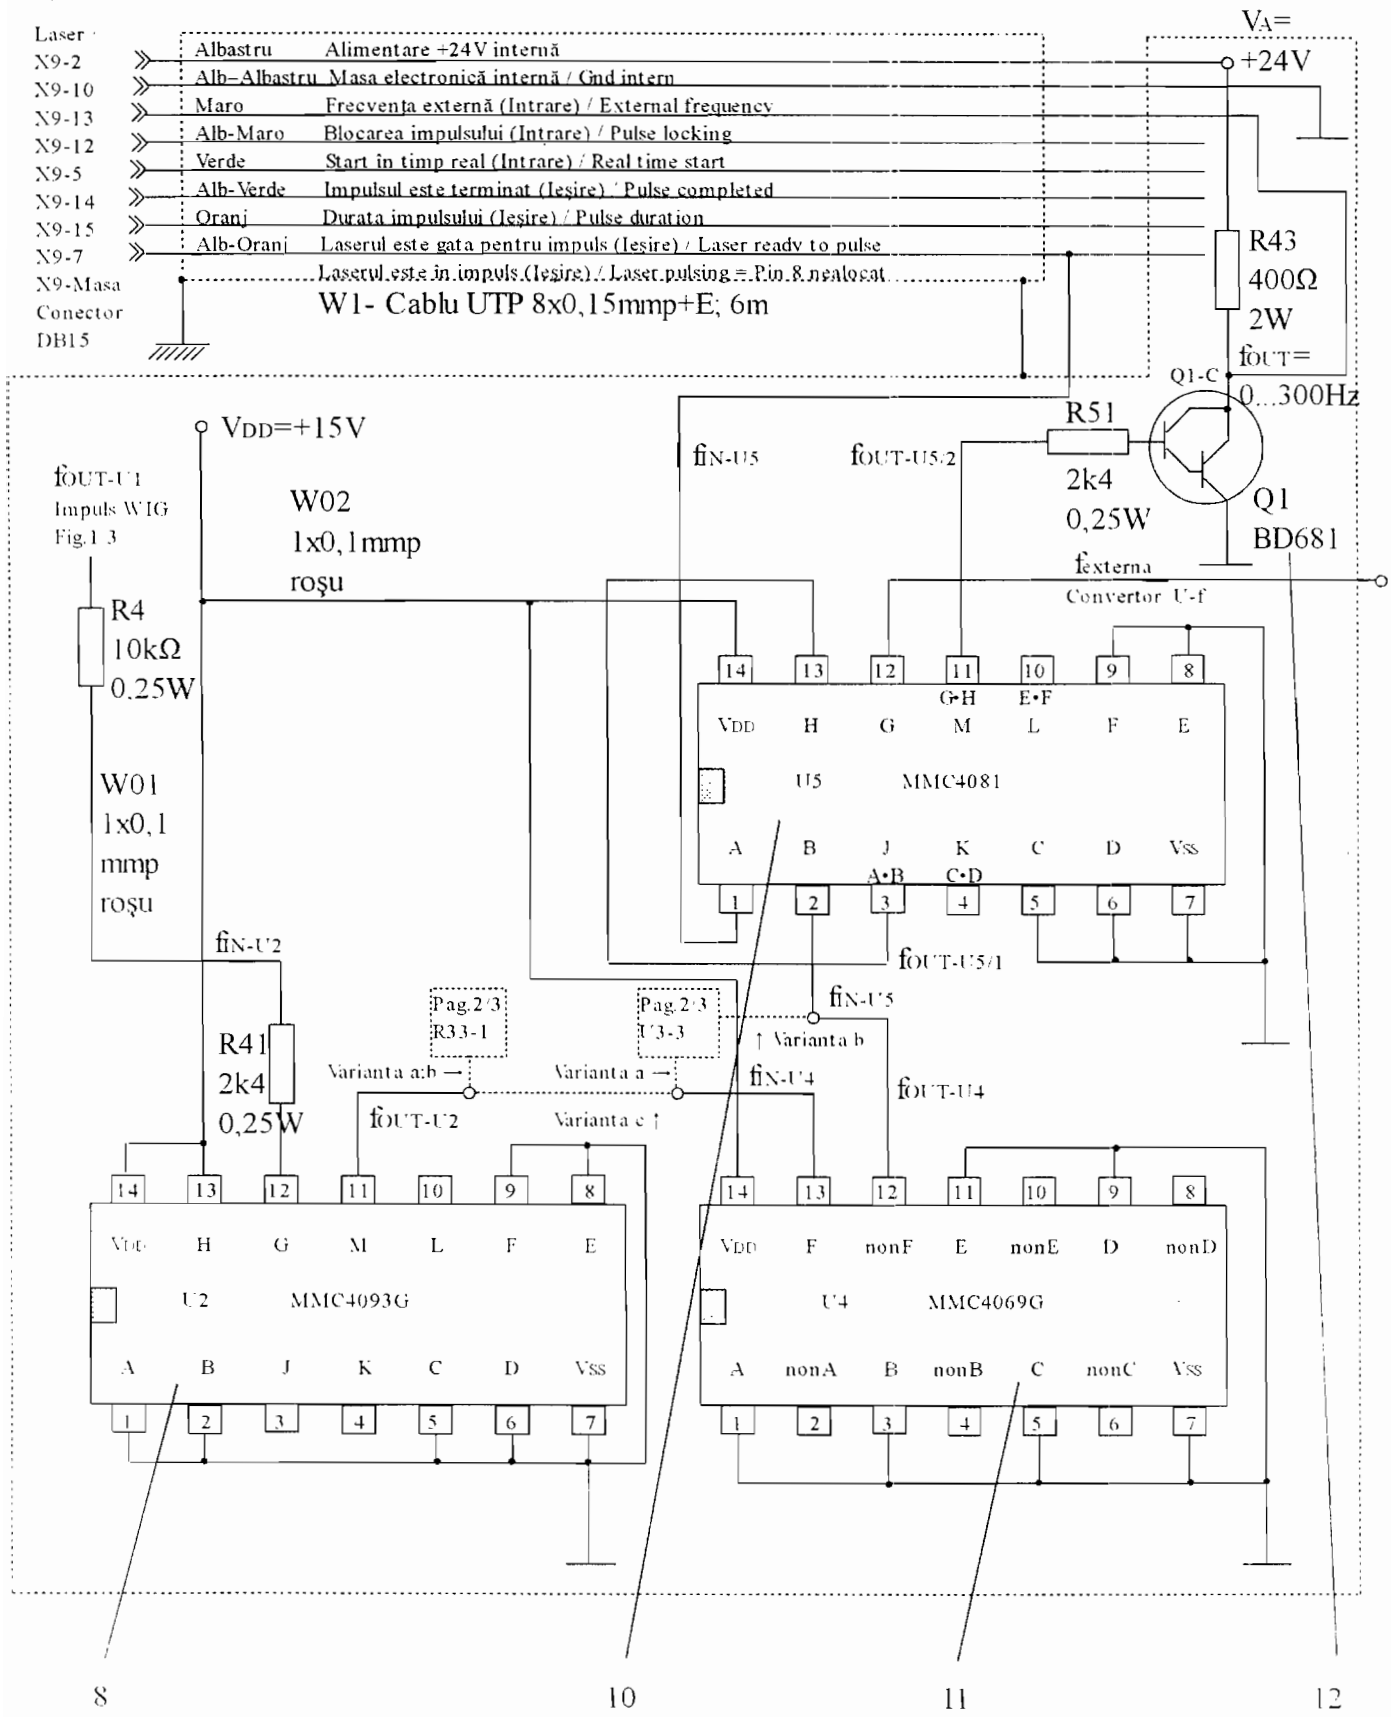 Laser
X9-2
X9-10
X9-13
X9-12
X9-5
X9-14
X9-15
X9-7
X9-Masa
Conector
DB15
Albastru Alimentare +24V internă
Alb-Albastru Masa electronică internă / Gnd intern
Maro Frecvența externă (Intrare) / External frequency
Alb-Maro Blocarea impulsului (Intrare) / Pulse locking
Verde Start în timp real (Intrare) / Real time start
Alb-Verde Impulsul este terminat (Ieșire) / Pulse completed
Oranj Durata impulsului (Ieșire) / Pulse duration
Alb-Oranj Laserul este gata pentru impuls (Ieșire) / Laser ready to pulse
Laserul este în impuls (Ieșire) / Laser pulsing = Pin 8 nealocat
W1- Cablu UTP 8x0,15mmp+E; 6m
VA=
+24V
R43
400Ω
2W
fOUT=
0...300Hz
Q1-C
R51
2k4
0,25W
Q1
BD681
VDD=+15V
fOUT-U1
Impuls WIG
Fig.1 3
W02
1x0,1mmp
roşu
fIN-U5
fOUT-U5/2
fexterna
Convertor U-f
R4
10kΩ
0.25W
W01
1x0,1
mmp
roşu
14 13 12 11 10 9 8
G•H E•F
VDD H G M L F E
U5 MMC4081
A B J K C D VSS
A•B C•D
1 2 3 4 5 6 7
fIN-U2
fOUT-U5/1
fIN-U5
Pag.2/3
R33-1
Pag.2/3
U3-3
↑ Varianta b
R41
2k4
0,25W
Varianta a;b →
Varianta a →
fIN-U4
fOUT-U4
fOUT-U2
Varianta c ↑
14 13 12 11 10 9 8
VDD H G M L F E
U2 MMC4093G
A B J K C D VSS
1 2 3 4 5 6 7
14 13 12 11 10 9 8
VDD F nonF E nonE D nonD
U4 MMC4069G
A nonA B nonB C nonC VSS
1 2 3 4 5 6 7
8 10 11 12